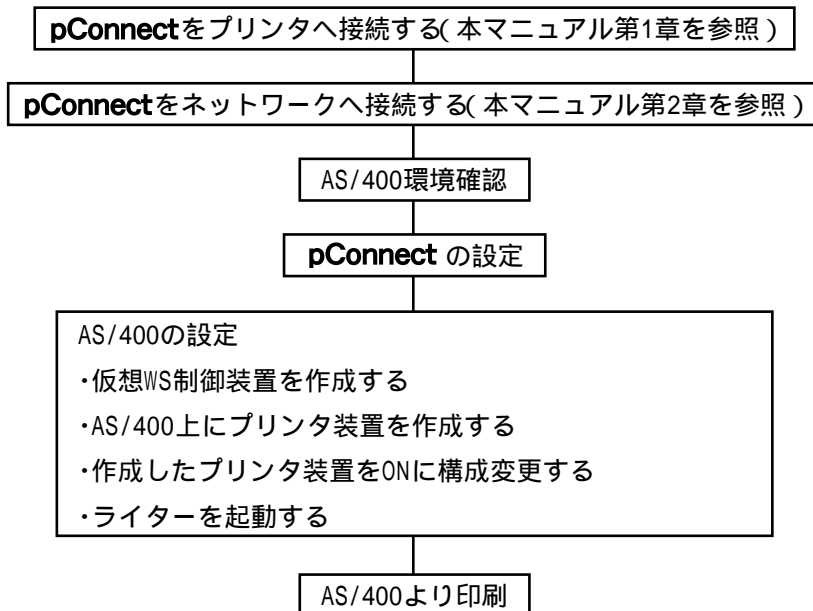 pConnectをプリンタへ接続する(本マニュアル第1章を参照)
pConnectをネットワークへ接続する(本マニュアル第2章を参照)
AS/400環境確認
pConnect の設定
AS/400の設定
・仮想WS制御装置を作成する
・AS/400上にプリンタ装置を作成する
・作成したプリンタ装置をONに構成変更する
・ライターを起動する
AS/400より印刷